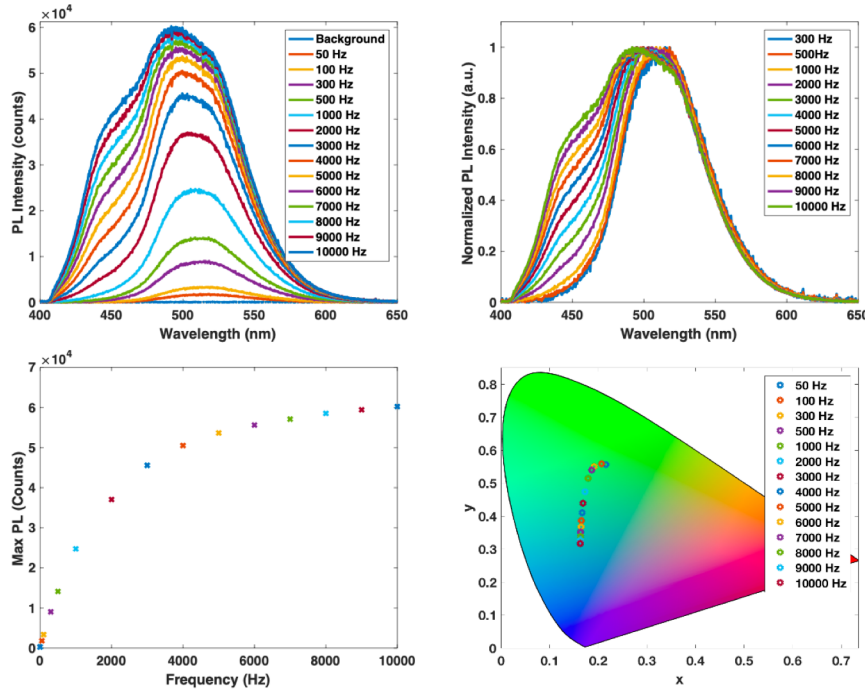 ×10⁴
6
5
4
3
2
1
0
400
450
500
550
600
650
PL Intensity (counts)
Wavelength (nm)
Background
50 Hz
100 Hz
300 Hz
500 Hz
1000 Hz
2000 Hz
3000 Hz
4000 Hz
5000 Hz
6000 Hz
7000 Hz
8000 Hz
9000 Hz
10000 Hz
1
0.8
0.6
0.4
0.2
0
400
450
500
550
600
650
Normalized PL Intensity (a.u.)
Wavelength (nm)
300 Hz
500Hz
1000 Hz
2000 Hz
3000 Hz
4000 Hz
5000 Hz
6000 Hz
7000 Hz
8000 Hz
9000 Hz
10000 Hz
×10⁴
7
6
5
4
3
2
1
0
0
2000
4000
6000
8000
10000
Max PL (Counts)
Frequency (Hz)
0.8
0.7
0.6
0.5
0.4
0.3
0.2
0.1
0
0
0.1
0.2
0.3
0.4
0.5
0.6
0.7
y
x
50 Hz
100 Hz
300 Hz
500 Hz
1000 Hz
2000 Hz
3000 Hz
4000 Hz
5000 Hz
6000 Hz
7000 Hz
8000 Hz
9000 Hz
10000 Hz